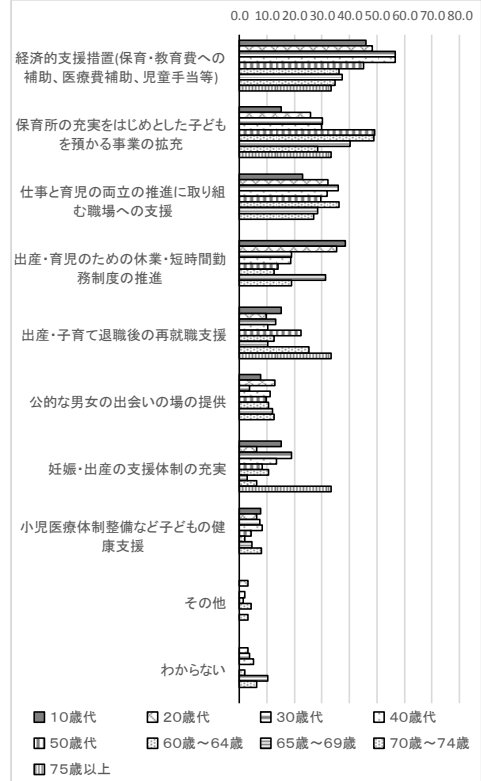 0.0 10.0 20.0 30.0 40.0 50.0 60.0 70.0 80.0
経済的支援措置(保育・教育費への
補助、医療費補助、児童手当等)
保育所の充実をはじめとした子ども
を預かる事業の拡充
仕事と育児の両立の推進に取り組
む職場への支援
出産・育児のための休業・短時間勤
務制度の推進
出産・子育て退職後の再就職支援
公的な男女の出会いの場の提供
妊娠・出産の支援体制の充実
小児医療体制整備など子どもの健
康支援
その他
わからない
10歳代 20歳代 30歳代 40歳代
50歳代 60歳～64歳 65歳～69歳 70歳～74歳
75歳以上